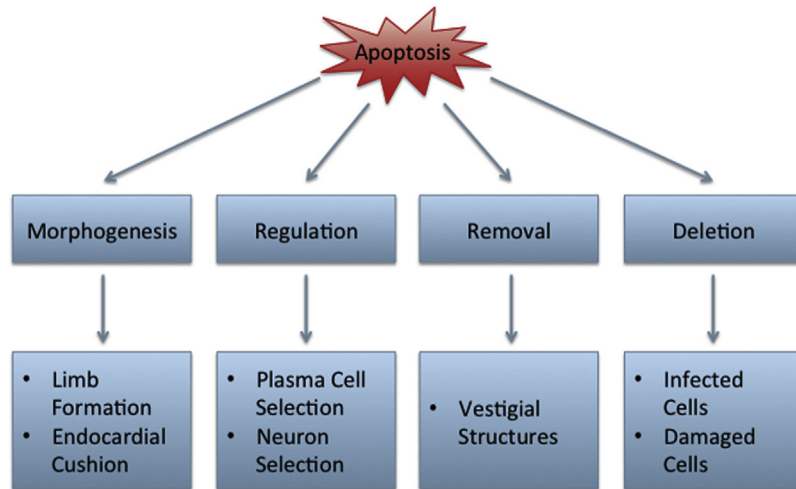 Apoptosis
Morphogenesis
Regulation
Removal
Deletion
• Limb
Formation
• Endocardial
Cushion
• Plasma Cell
Selection
• Neuron
Selection
• Vestigial
Structures
• Infected
Cells
• Damaged
Cells